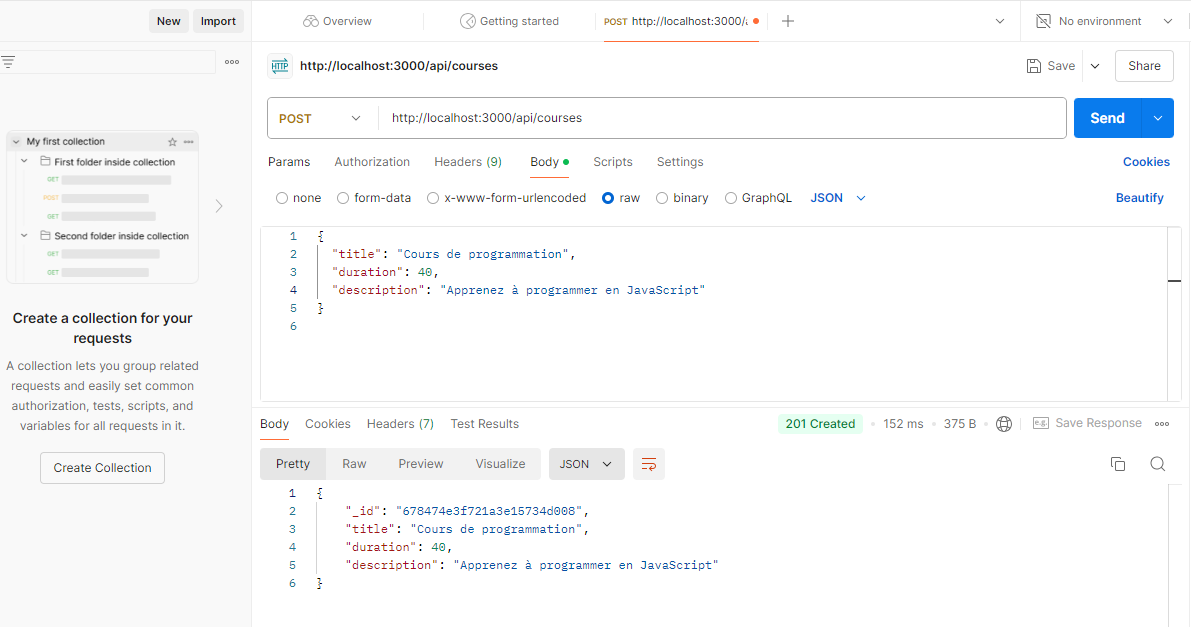 New Import
Overview
Getting started
POST http://localhost:3000/a
No environment
My first collection
First folder inside collection
GET
POST
GET
Second folder inside collection
GET
GET
Create a collection for your
requests
A collection lets you group related
requests and easily set common
authorization, tests, scripts, and
variables for all requests in it.
Create Collection
HTTP http://localhost:3000/api/courses
Save
Share
POST http://localhost:3000/api/courses
Send
Params Authorization Headers (9) Body Scripts Settings
Cookies
none form-data x-www-form-urlencoded raw binary GraphQL JSON
Beautify
1 {
2 "title": "Cours de programmation",
3 "duration": 40,
4 "description": "Apprenez à programmer en JavaScript"
5 }
6
Body Cookies Headers (7) Test Results
201 Created 152 ms 375 B
e.g. Save Response
Pretty Raw Preview Visualize JSON
1 {
2 "_id": "678474e3f721a3e15734d008",
3 "title": "Cours de programmation",
4 "duration": 40,
5 "description": "Apprenez à programmer en JavaScript"
6 }